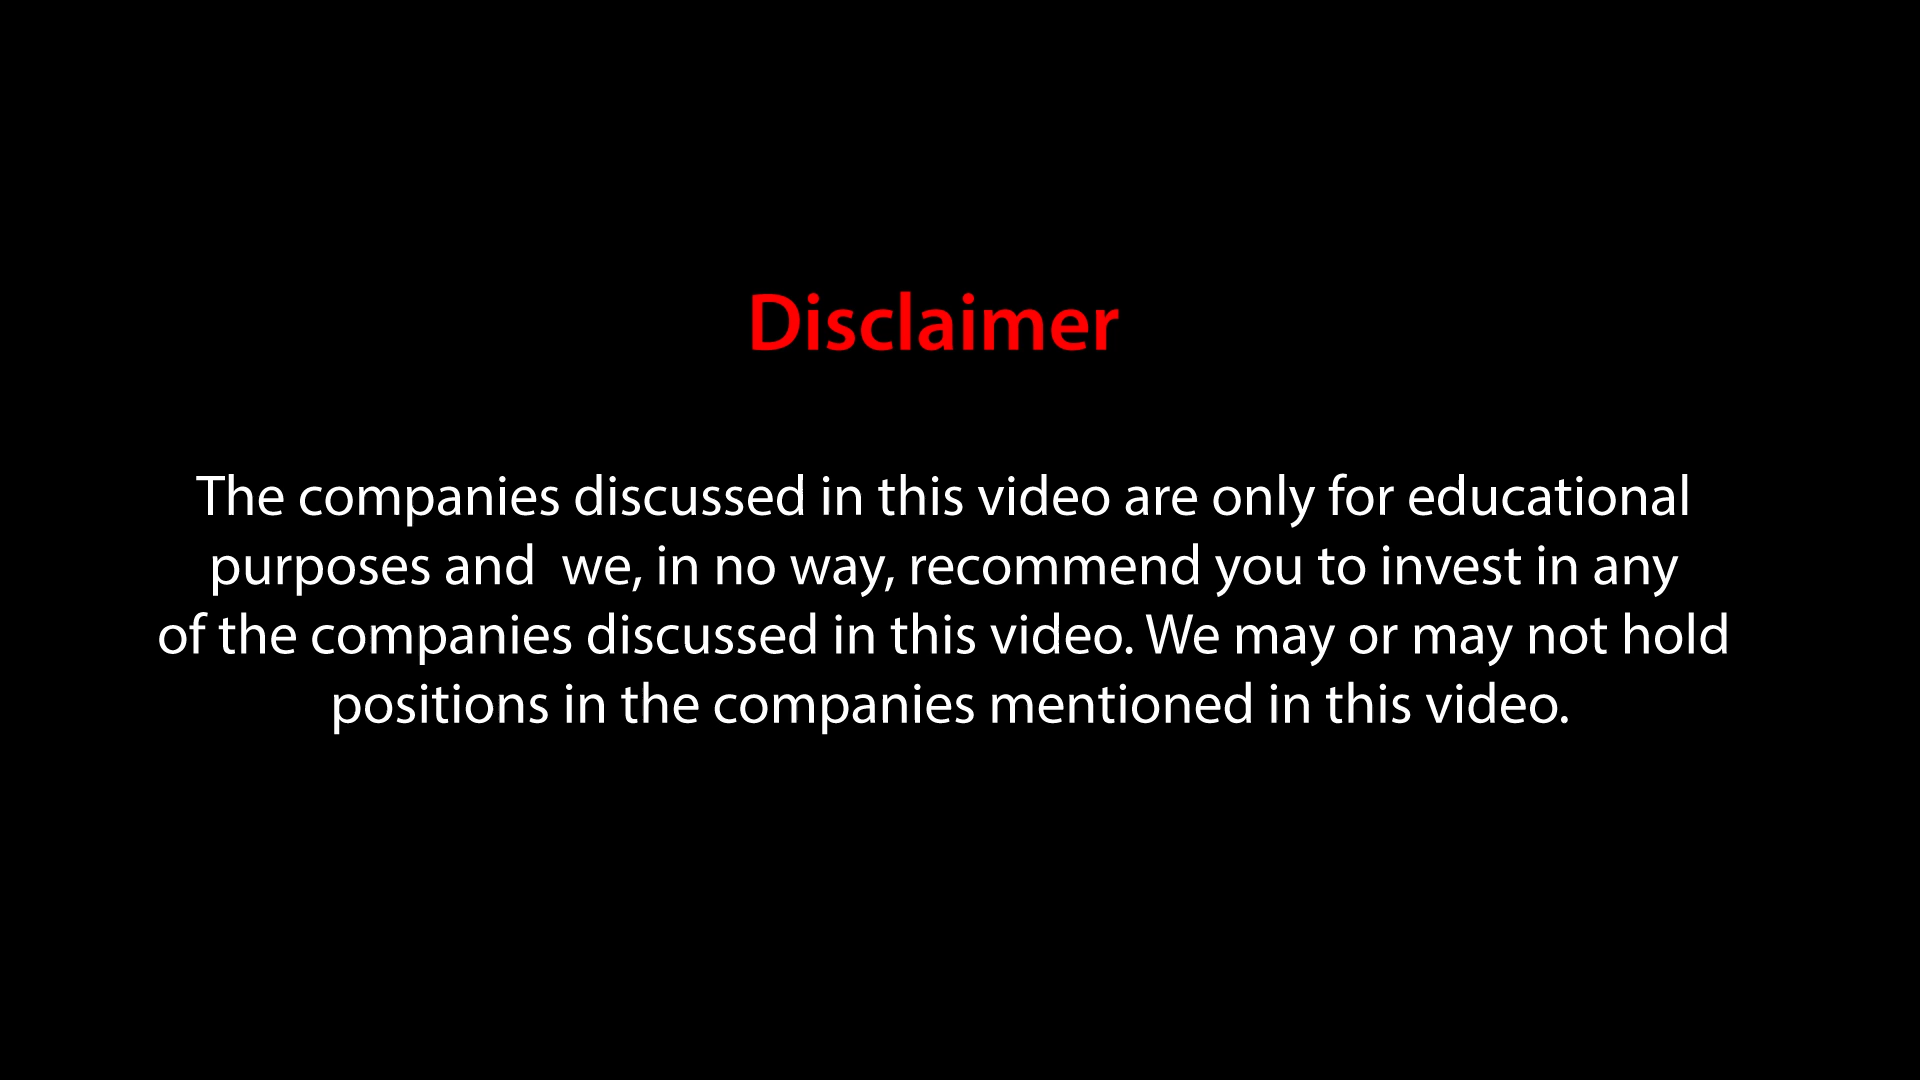 Disclaimer
The companies discussed in this video are only for educational
purposes and  we, in no way, recommend you to invest in any
of the companies discussed in this video. We may or may not hold
positions in the companies mentioned in this video.